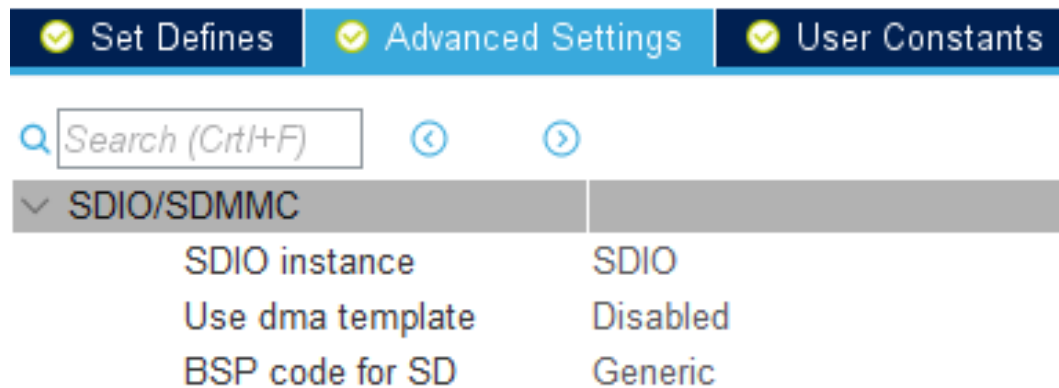 Set Defines Advanced Settings User Constants
Search (Crtl+F)
SDIO/SDMMC
SDIO instance SDIO
Use dma template Disabled
BSP code for SD Generic